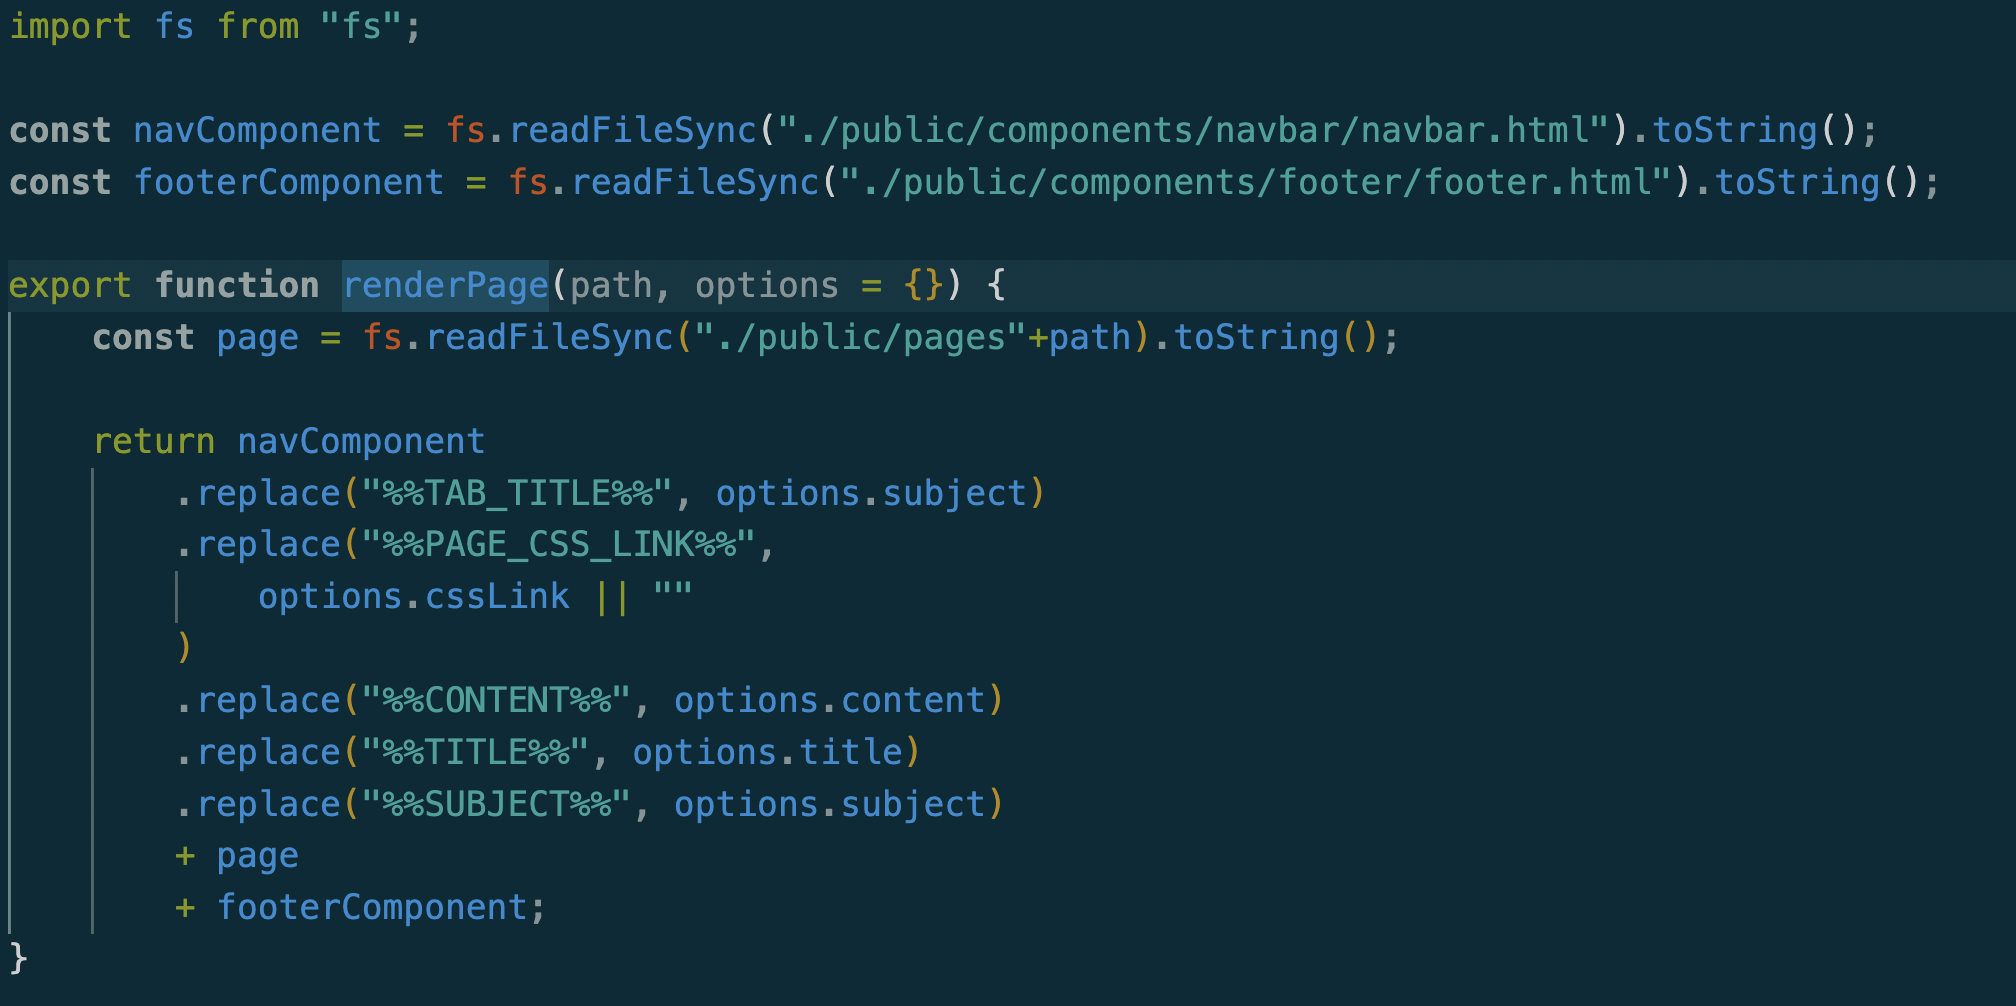 import fs from "fs";
const navComponent = fs.readFileSync("./public/components/navbar/navbar.html").toString();
const footerComponent = fs.readFileSync("./public/components/footer/footer.html").toString();
export function renderPage(path, options = {}) {
    const page = fs.readFileSync("./public/pages"+path).toString();
    return navComponent
        .replace("%%TAB_TITLE%%", options.subject)
        .replace("%%PAGE_CSS_LINK%%",
            options.cssLink || ""
        )
        .replace("%%CONTENT%%", options.content)
        .replace("%%TITLE%%", options.title)
        .replace("%%SUBJECT%%", options.subject)
        + page
        + footerComponent;
}